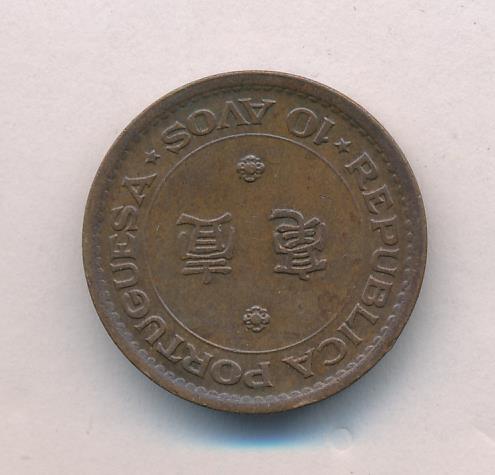 REPUBLICA PORTUGUESA
★ 10 AVOS ★
壹毫